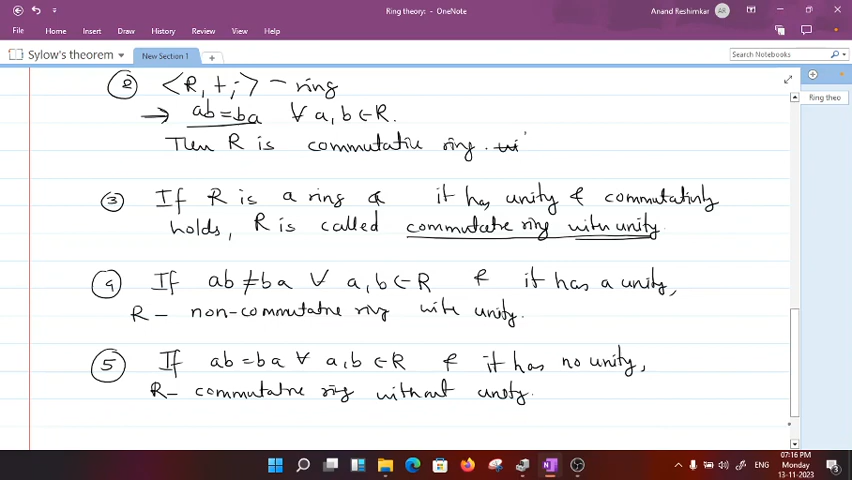 Ring theory: - OneNote
Anand Reshimkar AR
File Home Insert Draw History Review View Help
Sylow's theorem New Section 1 + Search Notebooks
Ring theo
② <R, +, ·> – ring
→ ab = ba ∀ a, b ∈ R.
Then R is commutative ring.
③ If R is a ring & it has unity & commutativity
holds, R is called commutative ring with unity.
④ If ab ≠ ba ∀ a, b ∈ R & it has a unity,
R – non-commutative ring with unity.
⑤ If ab = ba ∀ a, b ∈ R & it has no unity,
R – commutative ring without unity.
ENG
07:16 PM
Monday
13-11-2023